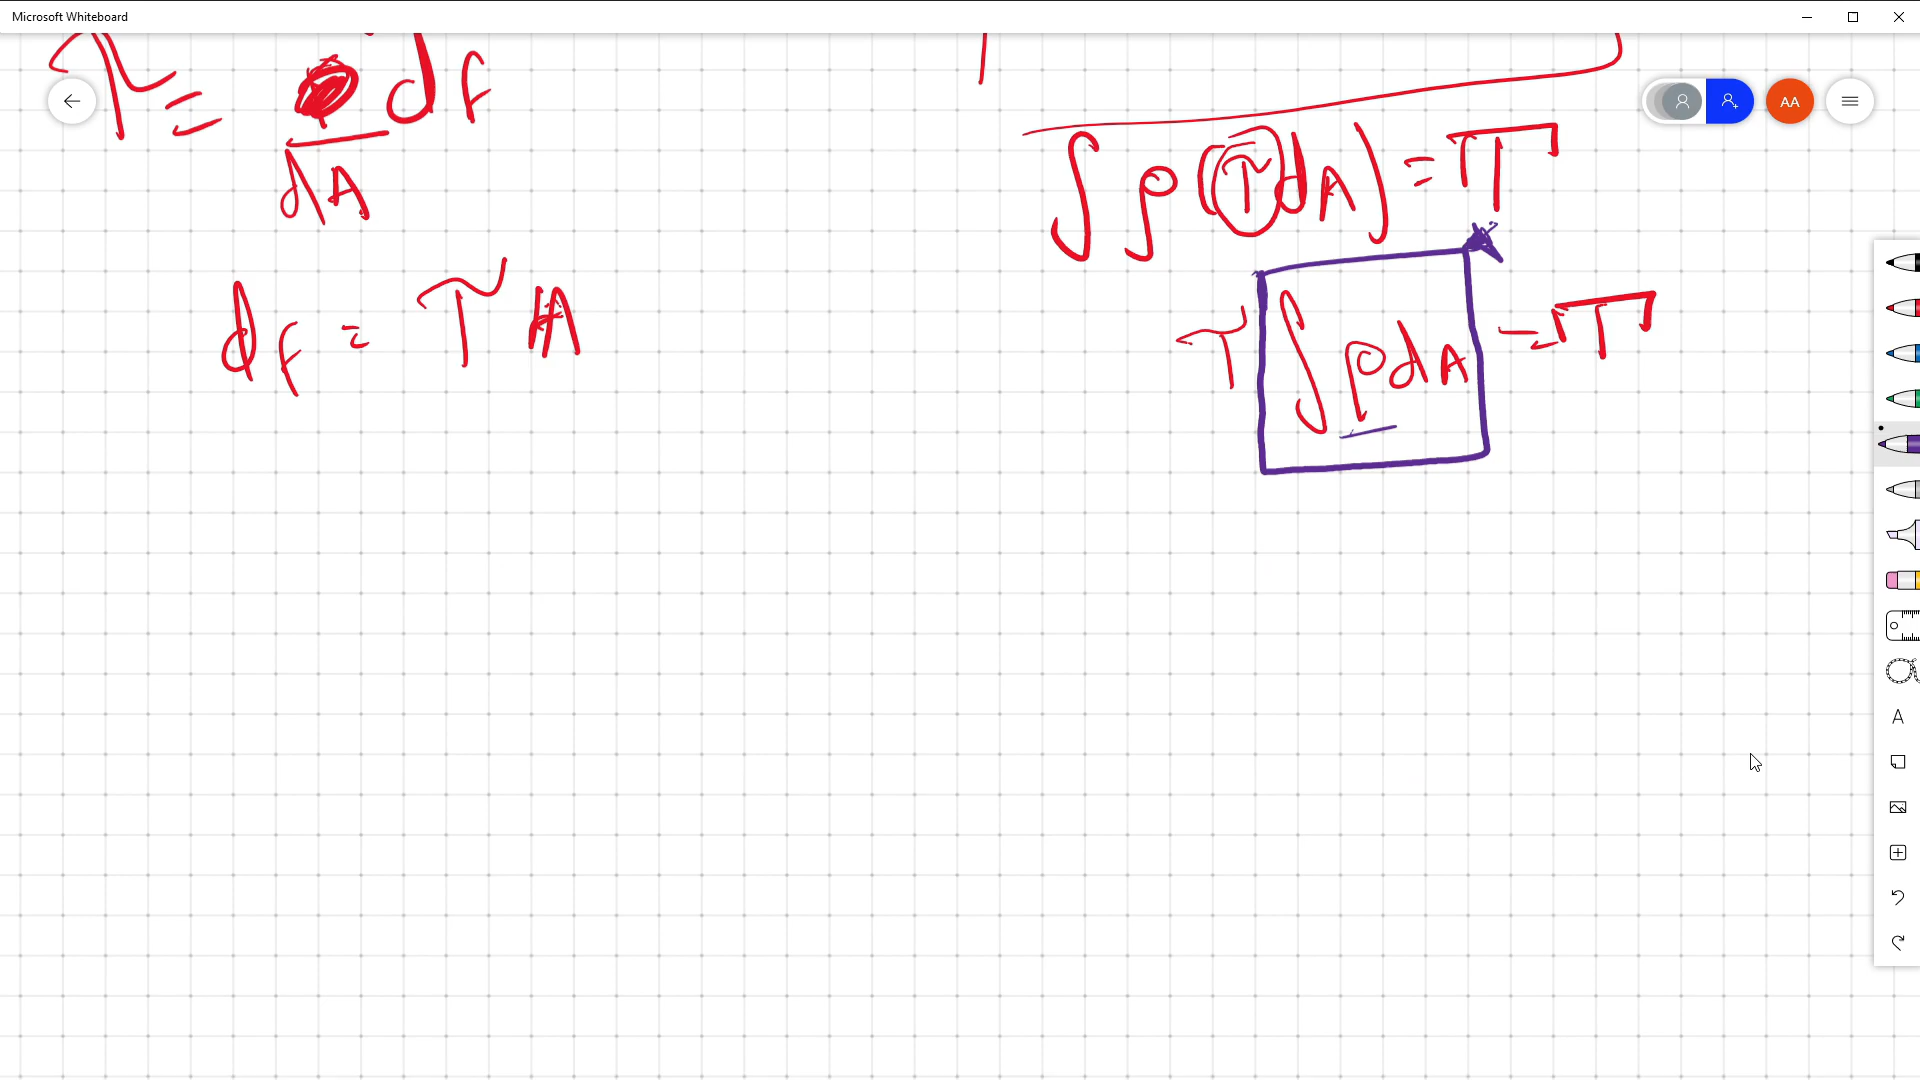 Microsoft Whiteboard
τ = dF
dA
dF = τ A
∫ρ(τ dA) = T
τ ∫ρ dA = T
AA
A